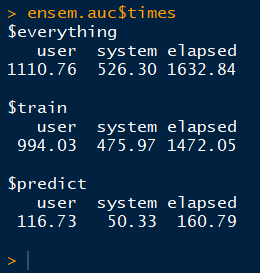 > ensem.auc$times
$everything
   user  system elapsed
1110.76  526.30 1632.84

$train
   user  system elapsed
 994.03  475.97 1472.05

$predict
   user  system elapsed
 116.73   50.33  160.79

>